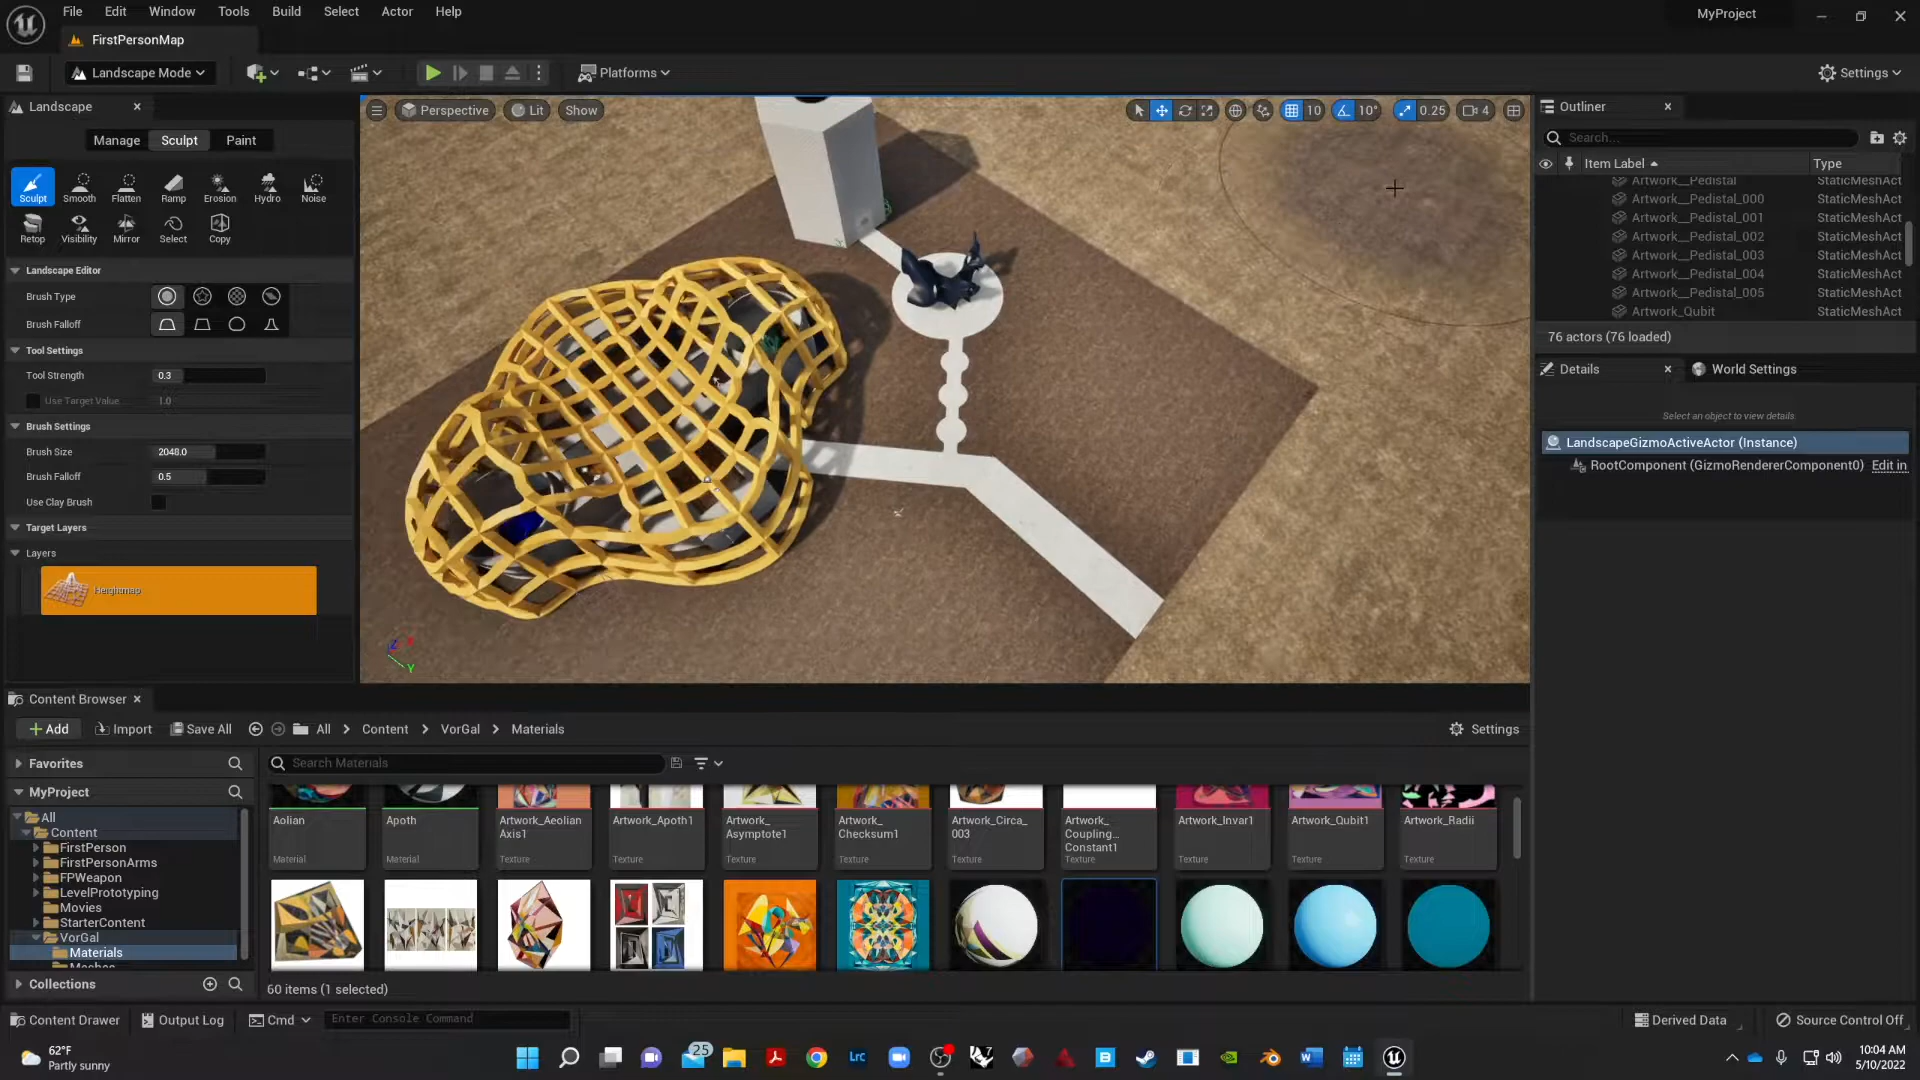 File Edit Window Tools Build Select Actor Help
MyProject
FirstPersonMap
Landscape Mode
Platforms
Settings
Landscape
Manage Sculpt Paint
Sculpt Smooth Flatten Ramp Erosion Hydro Noise
Retop Visibility Mirror Select Copy
Landscape Editor
Brush Type
Brush Falloff
Tool Settings
Tool Strength 0.3
Use Target Value 1.0
Brush Settings
Brush Size 2048.0
Brush Falloff 0.5
Use Clay Brush
Target Layers
Layers
Heightmap
Perspective Lit Show
10 10° 0.25 4
Z X
Y
Outliner
Search...
Item Label Type
Artwork__Pedistal StaticMeshAct
Artwork__Pedistal_000 StaticMeshAct
Artwork__Pedistal_001 StaticMeshAct
Artwork__Pedistal_002 StaticMeshAct
Artwork__Pedistal_003 StaticMeshAct
Artwork__Pedistal_004 StaticMeshAct
Artwork__Pedistal_005 StaticMeshAct
Artwork_Qubit StaticMeshAct
76 actors (76 loaded)
Details World Settings
Select an object to view details.
LandscapeGizmoActiveActor (Instance)
RootComponent (GizmoRendererComponent0) Edit in
Content Browser
Add Import Save All All Content VorGal Materials Settings
Favorites
MyProject
All
Content
FirstPerson
FirstPersonArms
FPWeapon
LevelPrototyping
Movies
StarterContent
VorGal
Materials
Meshes
Collections
Search Materials
Aolian
Material
Apoth
Material
Artwork_Aeolian
Axis1
Texture
Artwork_Apoth1
Texture
Artwork_
Asymptote1
Texture
Artwork_
Checksum1
Texture
Artwork_Circa_
003
Texture
Artwork_
Coupling_
Constant1
Texture
Artwork_Invar1
Texture
Artwork_Qubit1
Texture
Artwork_Radii
Texture
60 items (1 selected)
Content Drawer Output Log Cmd Enter Console Command
Derived Data Source Control Off
62°F
Partly sunny
25
Lrc
10:04 AM
5/10/2022